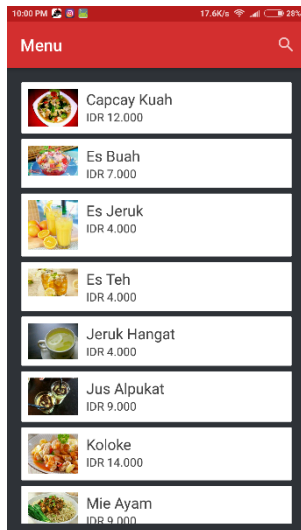 10:00 PM 17.6K/s 28%
Menu
Capcay Kuah
IDR 12.000
Es Buah
IDR 7.000
Es Jeruk
IDR 4.000
Es Teh
IDR 4.000
Jeruk Hangat
IDR 4.000
Jus Alpukat
IDR 9.000
Koloke
IDR 14.000
Mie Ayam
IDR 9.000